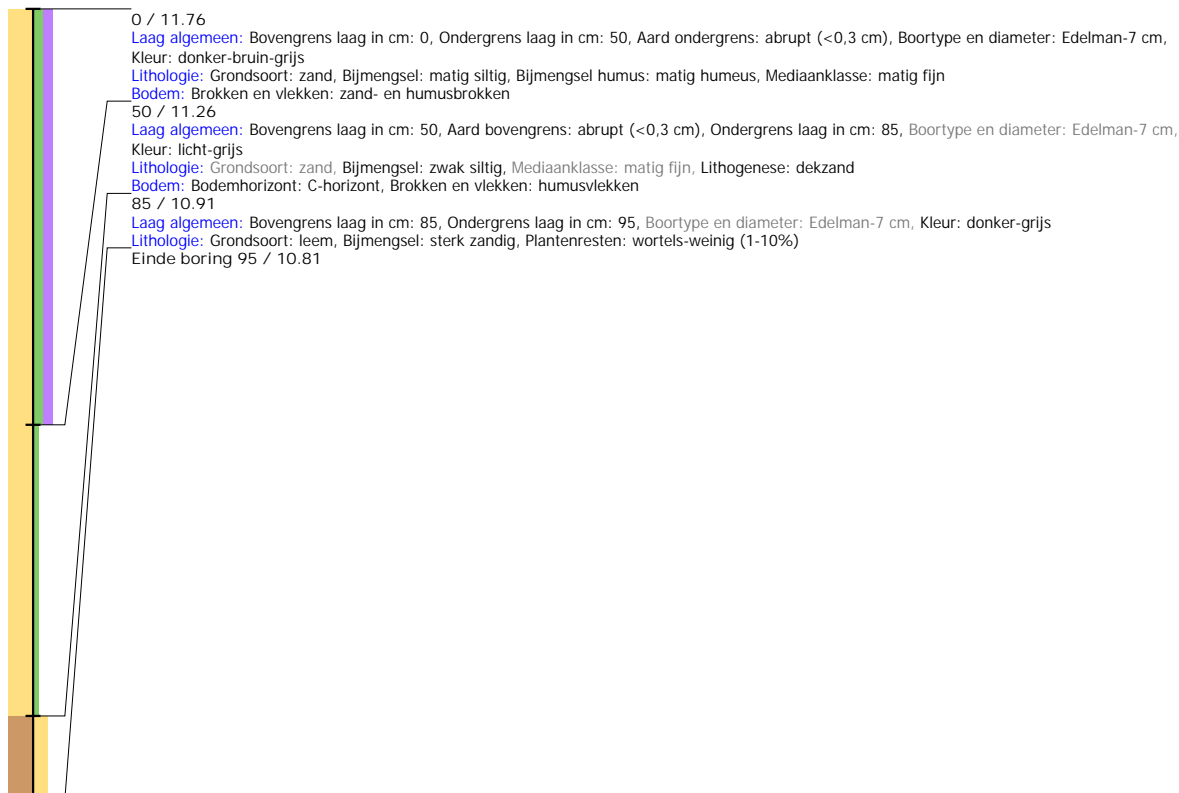 0 / 11.76
Laag algemeen: Bovengrens laag in cm: 0, Ondergrens laag in cm: 50, Aard ondergrens: abrupt (<0,3 cm), Boortype en diameter: Edelman-7 cm,
Kleur: donker-bruin-grijs
Lithologie: Grondsoort: zand, Bijmengsel: matig siltig, Bijmengsel humus: matig humeus, Mediaanklasse: matig fijn
Bodem: Brokken en vlekken: zand- en humusbrokken
50 / 11.26
Laag algemeen: Bovengrens laag in cm: 50, Aard bovengrens: abrupt (<0,3 cm), Ondergrens laag in cm: 85, Boortype en diameter: Edelman-7 cm,
Kleur: licht-grijs
Lithologie: Grondsoort: zand, Bijmengsel: zwak siltig, Mediaanklasse: matig fijn, Lithogenese: dekzand
Bodem: Bodemhorizont: C-horizont, Brokken en vlekken: humusvlekken
85 / 10.91
Laag algemeen: Bovengrens laag in cm: 85, Ondergrens laag in cm: 95, Boortype en diameter: Edelman-7 cm, Kleur: donker-grijs
Lithologie: Grondsoort: leem, Bijmengsel: sterk zandig, Plantenresten: wortels-weinig (1-10%)
Einde boring 95 / 10.81